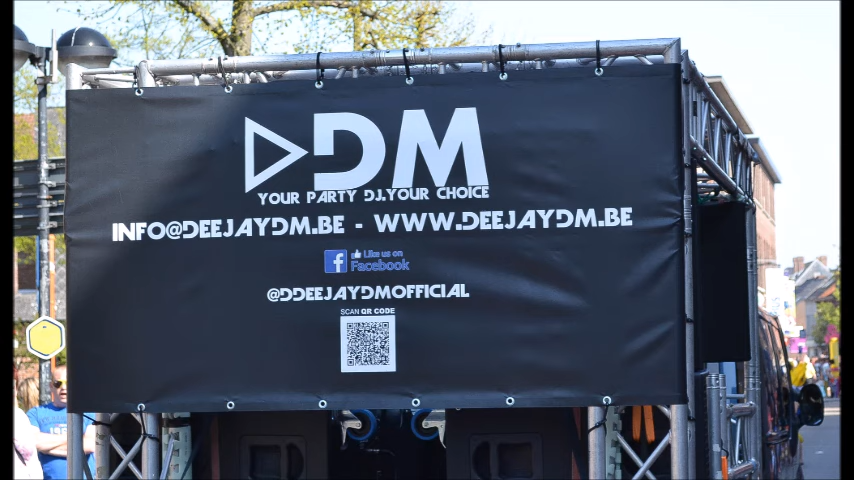 DM
YOUR PARTY DJ.YOUR CHOICE
INFO@DEEJAYDM.BE - WWW.DEEJAYDM.BE
f Like us on
Facebook
@DDEEJAYDMOFFICIAL
SCAN QR CODE